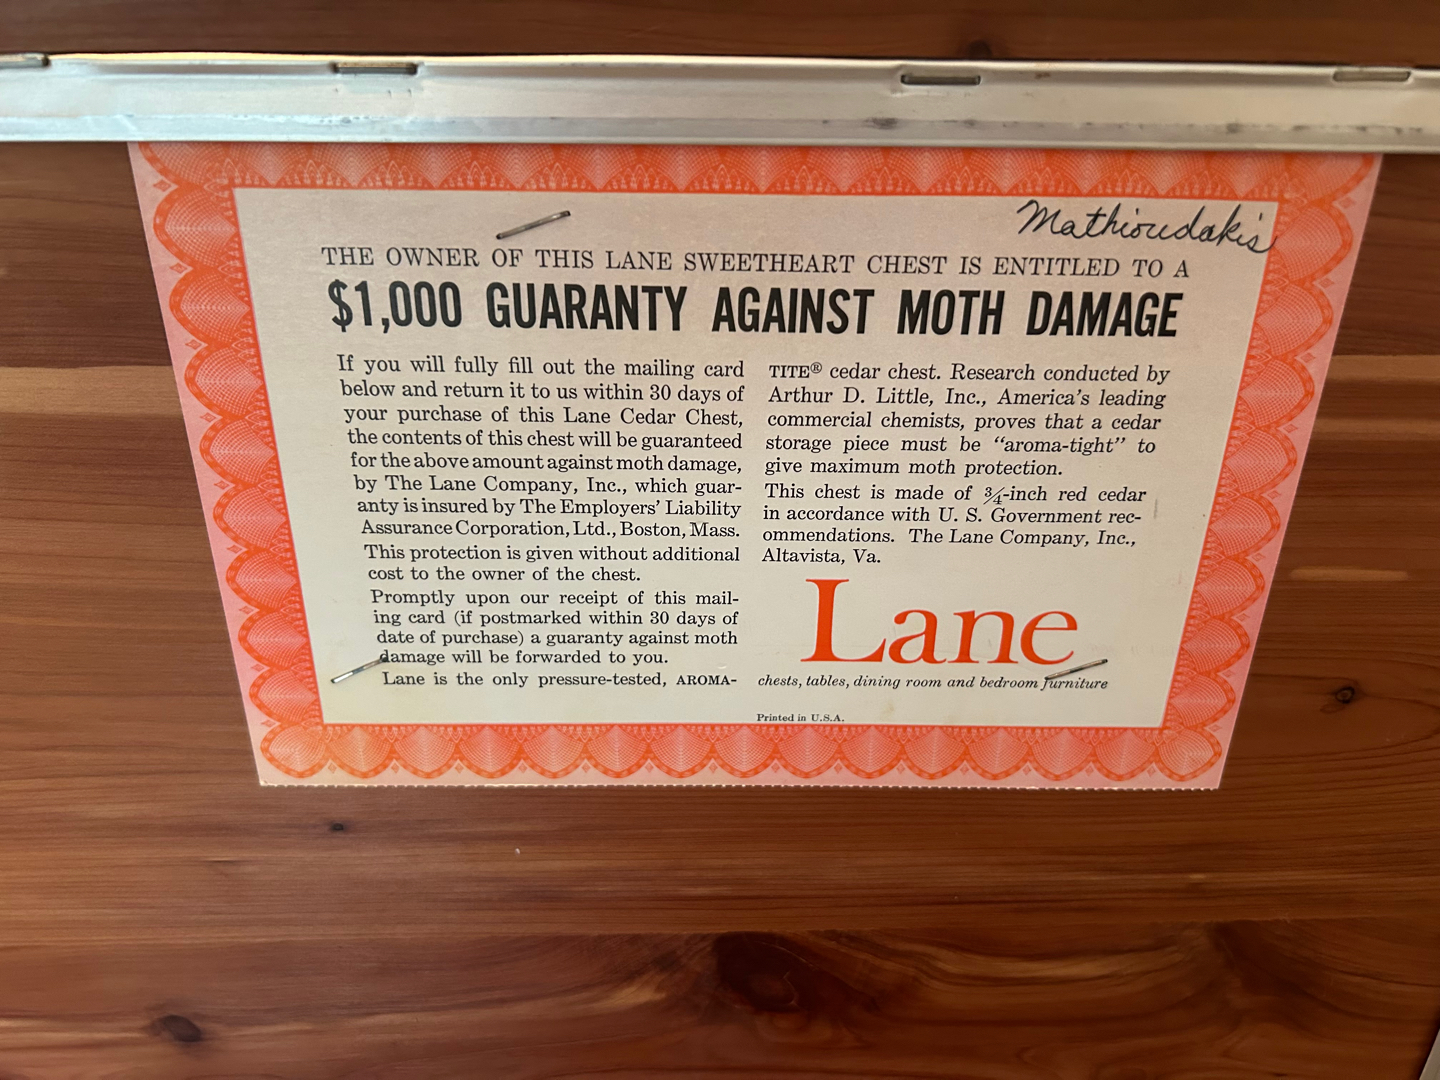 Mathioudakis
THE OWNER OF THIS LANE SWEETHEART CHEST IS ENTITLED TO A
$1,000 GUARANTY AGAINST MOTH DAMAGE
If you will fully fill out the mailing card
below and return it to us within 30 days of
your purchase of this Lane Cedar Chest,
the contents of this chest will be guaranteed
for the above amount against moth damage,
by The Lane Company, Inc., which guar-
anty is insured by The Employers' Liability
Assurance Corporation, Ltd., Boston, Mass.
This protection is given without additional
cost to the owner of the chest.
Promptly upon our receipt of this mail-
ing card (if postmarked within 30 days of
date of purchase) a guaranty against moth
damage will be forwarded to you.
Lane is the only pressure-tested, AROMA-
TITE® cedar chest. Research conducted by
Arthur D. Little, Inc., America's leading
commercial chemists, proves that a cedar
storage piece must be "aroma-tight" to
give maximum moth protection.
This chest is made of ¾-inch red cedar
in accordance with U. S. Government rec-
ommendations. The Lane Company, Inc.,
Altavista, Va.
Lane
chests, tables, dining room and bedroom furniture
Printed in U.S.A.